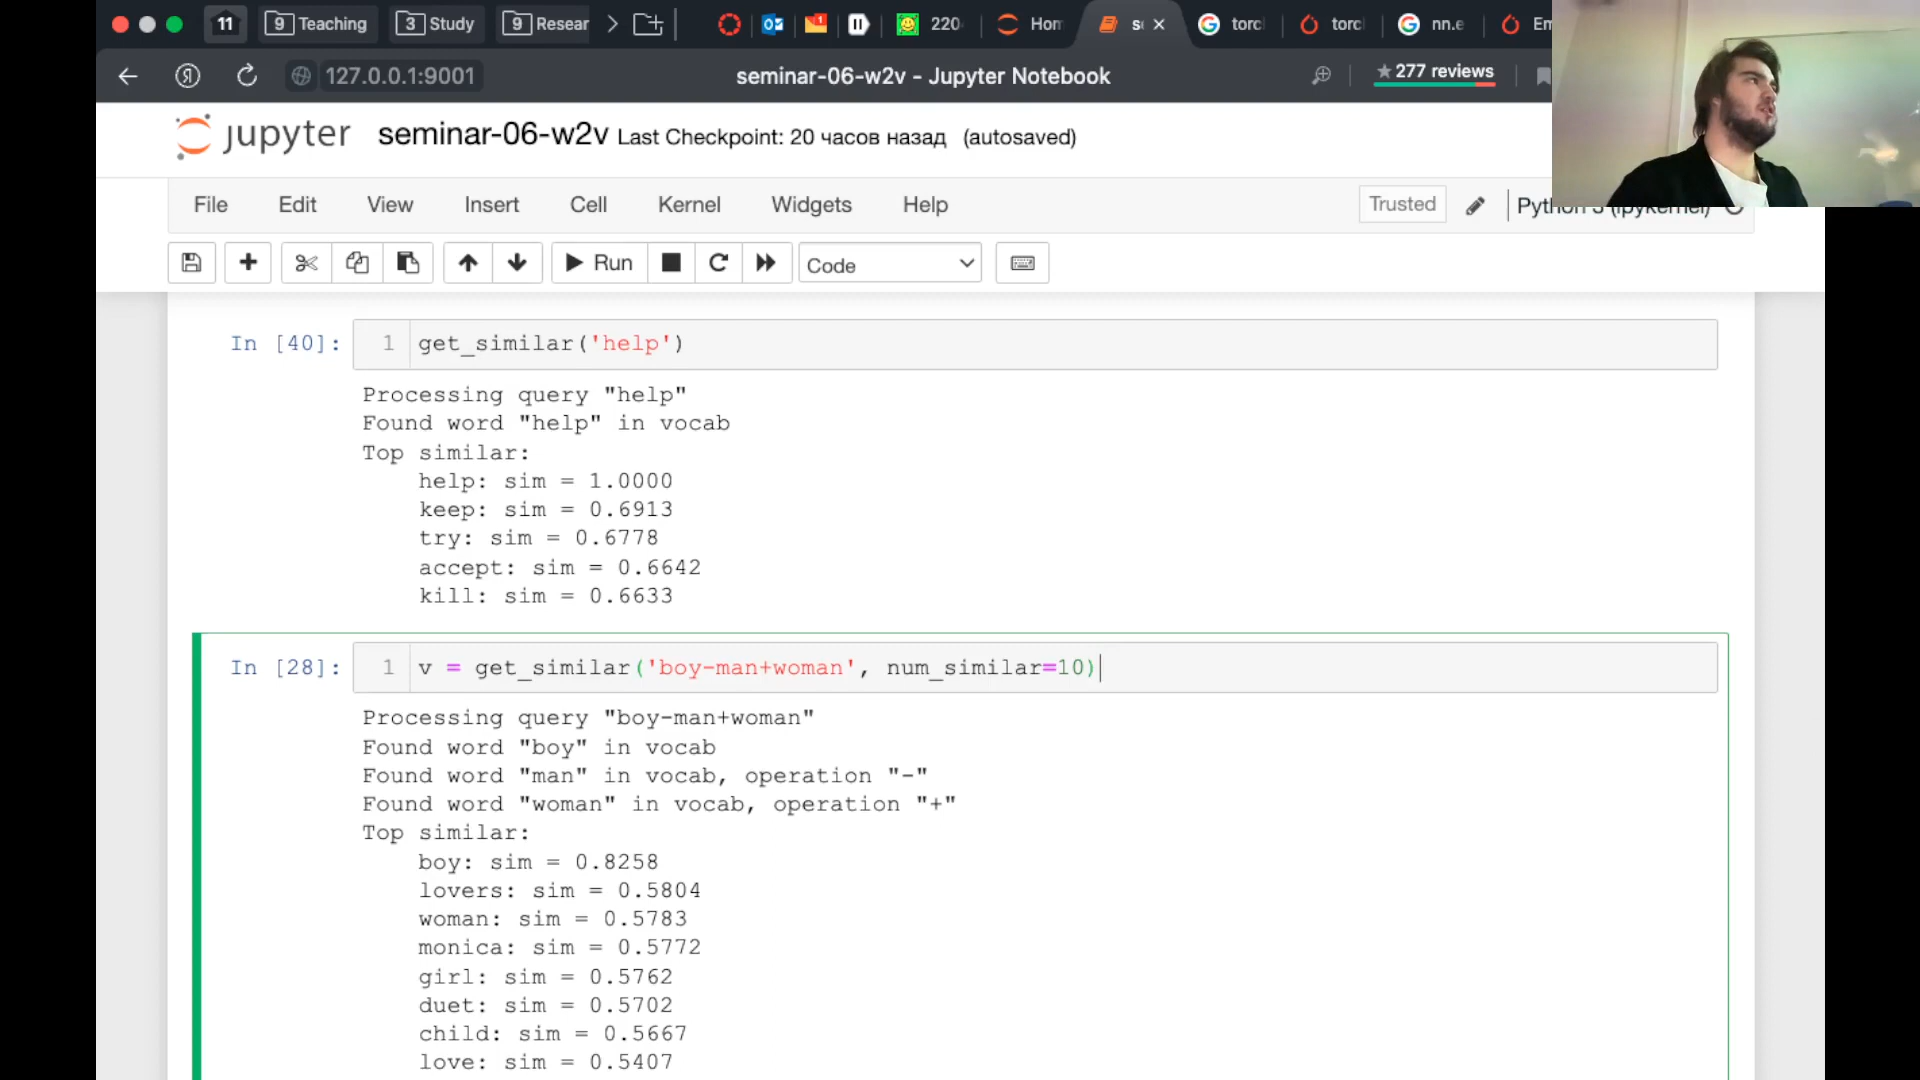 11
9 Teaching
3 Study
9 Resear
220
Hom
torc
torc
nn.e
Em
127.0.0.1:9001
seminar-06-w2v - Jupyter Notebook
★277 reviews
jupyter seminar-06-w2v Last Checkpoint: 20 часов назад (autosaved)
File Edit View Insert Cell Kernel Widgets Help
Trusted
Python 3 (ipykernel)
Run
Code
In [40]: 1 get_similar('help')
Processing query "help"
Found word "help" in vocab
Top similar:
help: sim = 1.0000
keep: sim = 0.6913
try: sim = 0.6778
accept: sim = 0.6642
kill: sim = 0.6633
In [28]: 1 v = get_similar('boy-man+woman', num_similar=10)
Processing query "boy-man+woman"
Found word "boy" in vocab
Found word "man" in vocab, operation "-"
Found word "woman" in vocab, operation "+"
Top similar:
boy: sim = 0.8258
lovers: sim = 0.5804
woman: sim = 0.5783
monica: sim = 0.5772
girl: sim = 0.5762
duet: sim = 0.5702
child: sim = 0.5667
love: sim = 0.5407